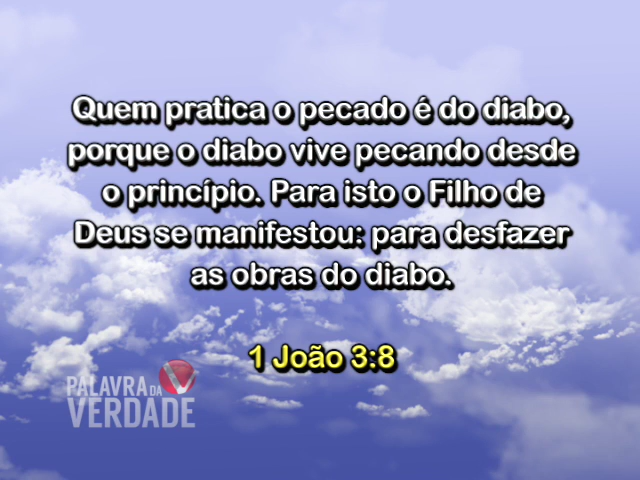 Quem pratica o pecado é do diabo,
porque o diabo vive pecando desde
o princípio. Para isto o Filho de
Deus se manifestou: para desfazer
as obras do diabo.
1 João 3:8
PALAVRA DA
VERDADE